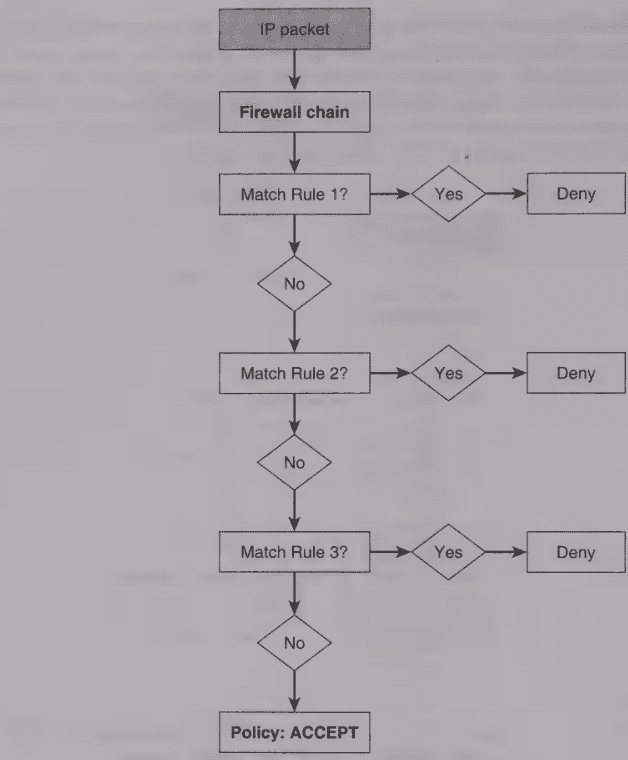 IP packet
Firewall chain
Match Rule 1?
Yes
Deny
No
Match Rule 2?
Yes
Deny
No
Match Rule 3?
Yes
Deny
No
Policy: ACCEPT